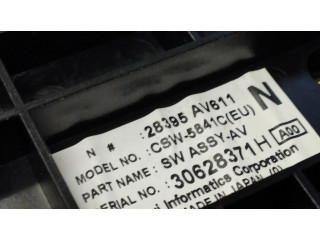 N # : 28395 AV611
MODEL NO.: CSW-5841C(EU)
N
PART NAME: SW ASSY-AV
SERIAL NO.: 30628371H A00
Informatics Corporation
MADE IN JAPAN